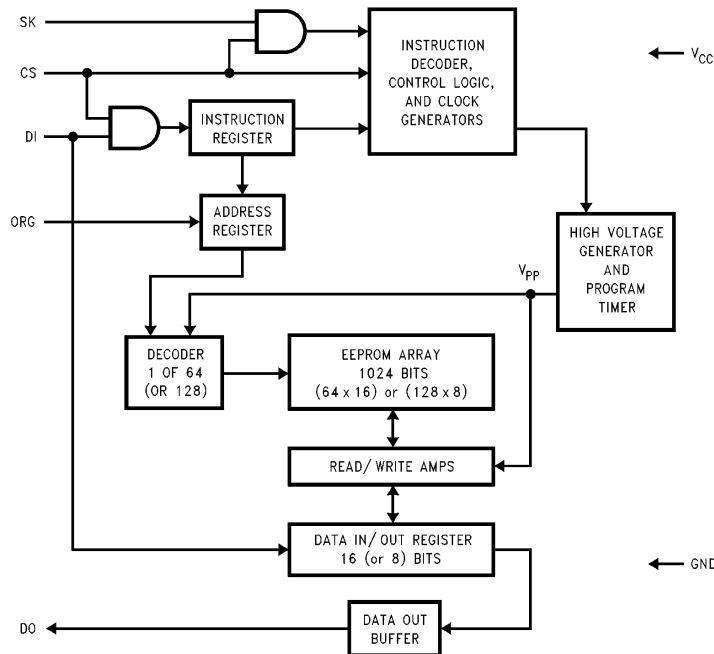 SK
CS
DI
ORG
INSTRUCTION
REGISTER
ADDRESS
REGISTER
INSTRUCTION
DECODER,
CONTROL LOGIC,
AND CLOCK
GENERATORS
VCC
HIGH VOLTAGE
GENERATOR
AND
PROGRAM
TIMER
VPP
DECODER
1 OF 64
(OR 128)
EEPROM ARRAY
1024 BITS
(64 x 16) or (128 x 8)
READ/WRITE AMPS
DATA IN/OUT REGISTER
16 (or 8) BITS
GND
DO
DATA OUT
BUFFER